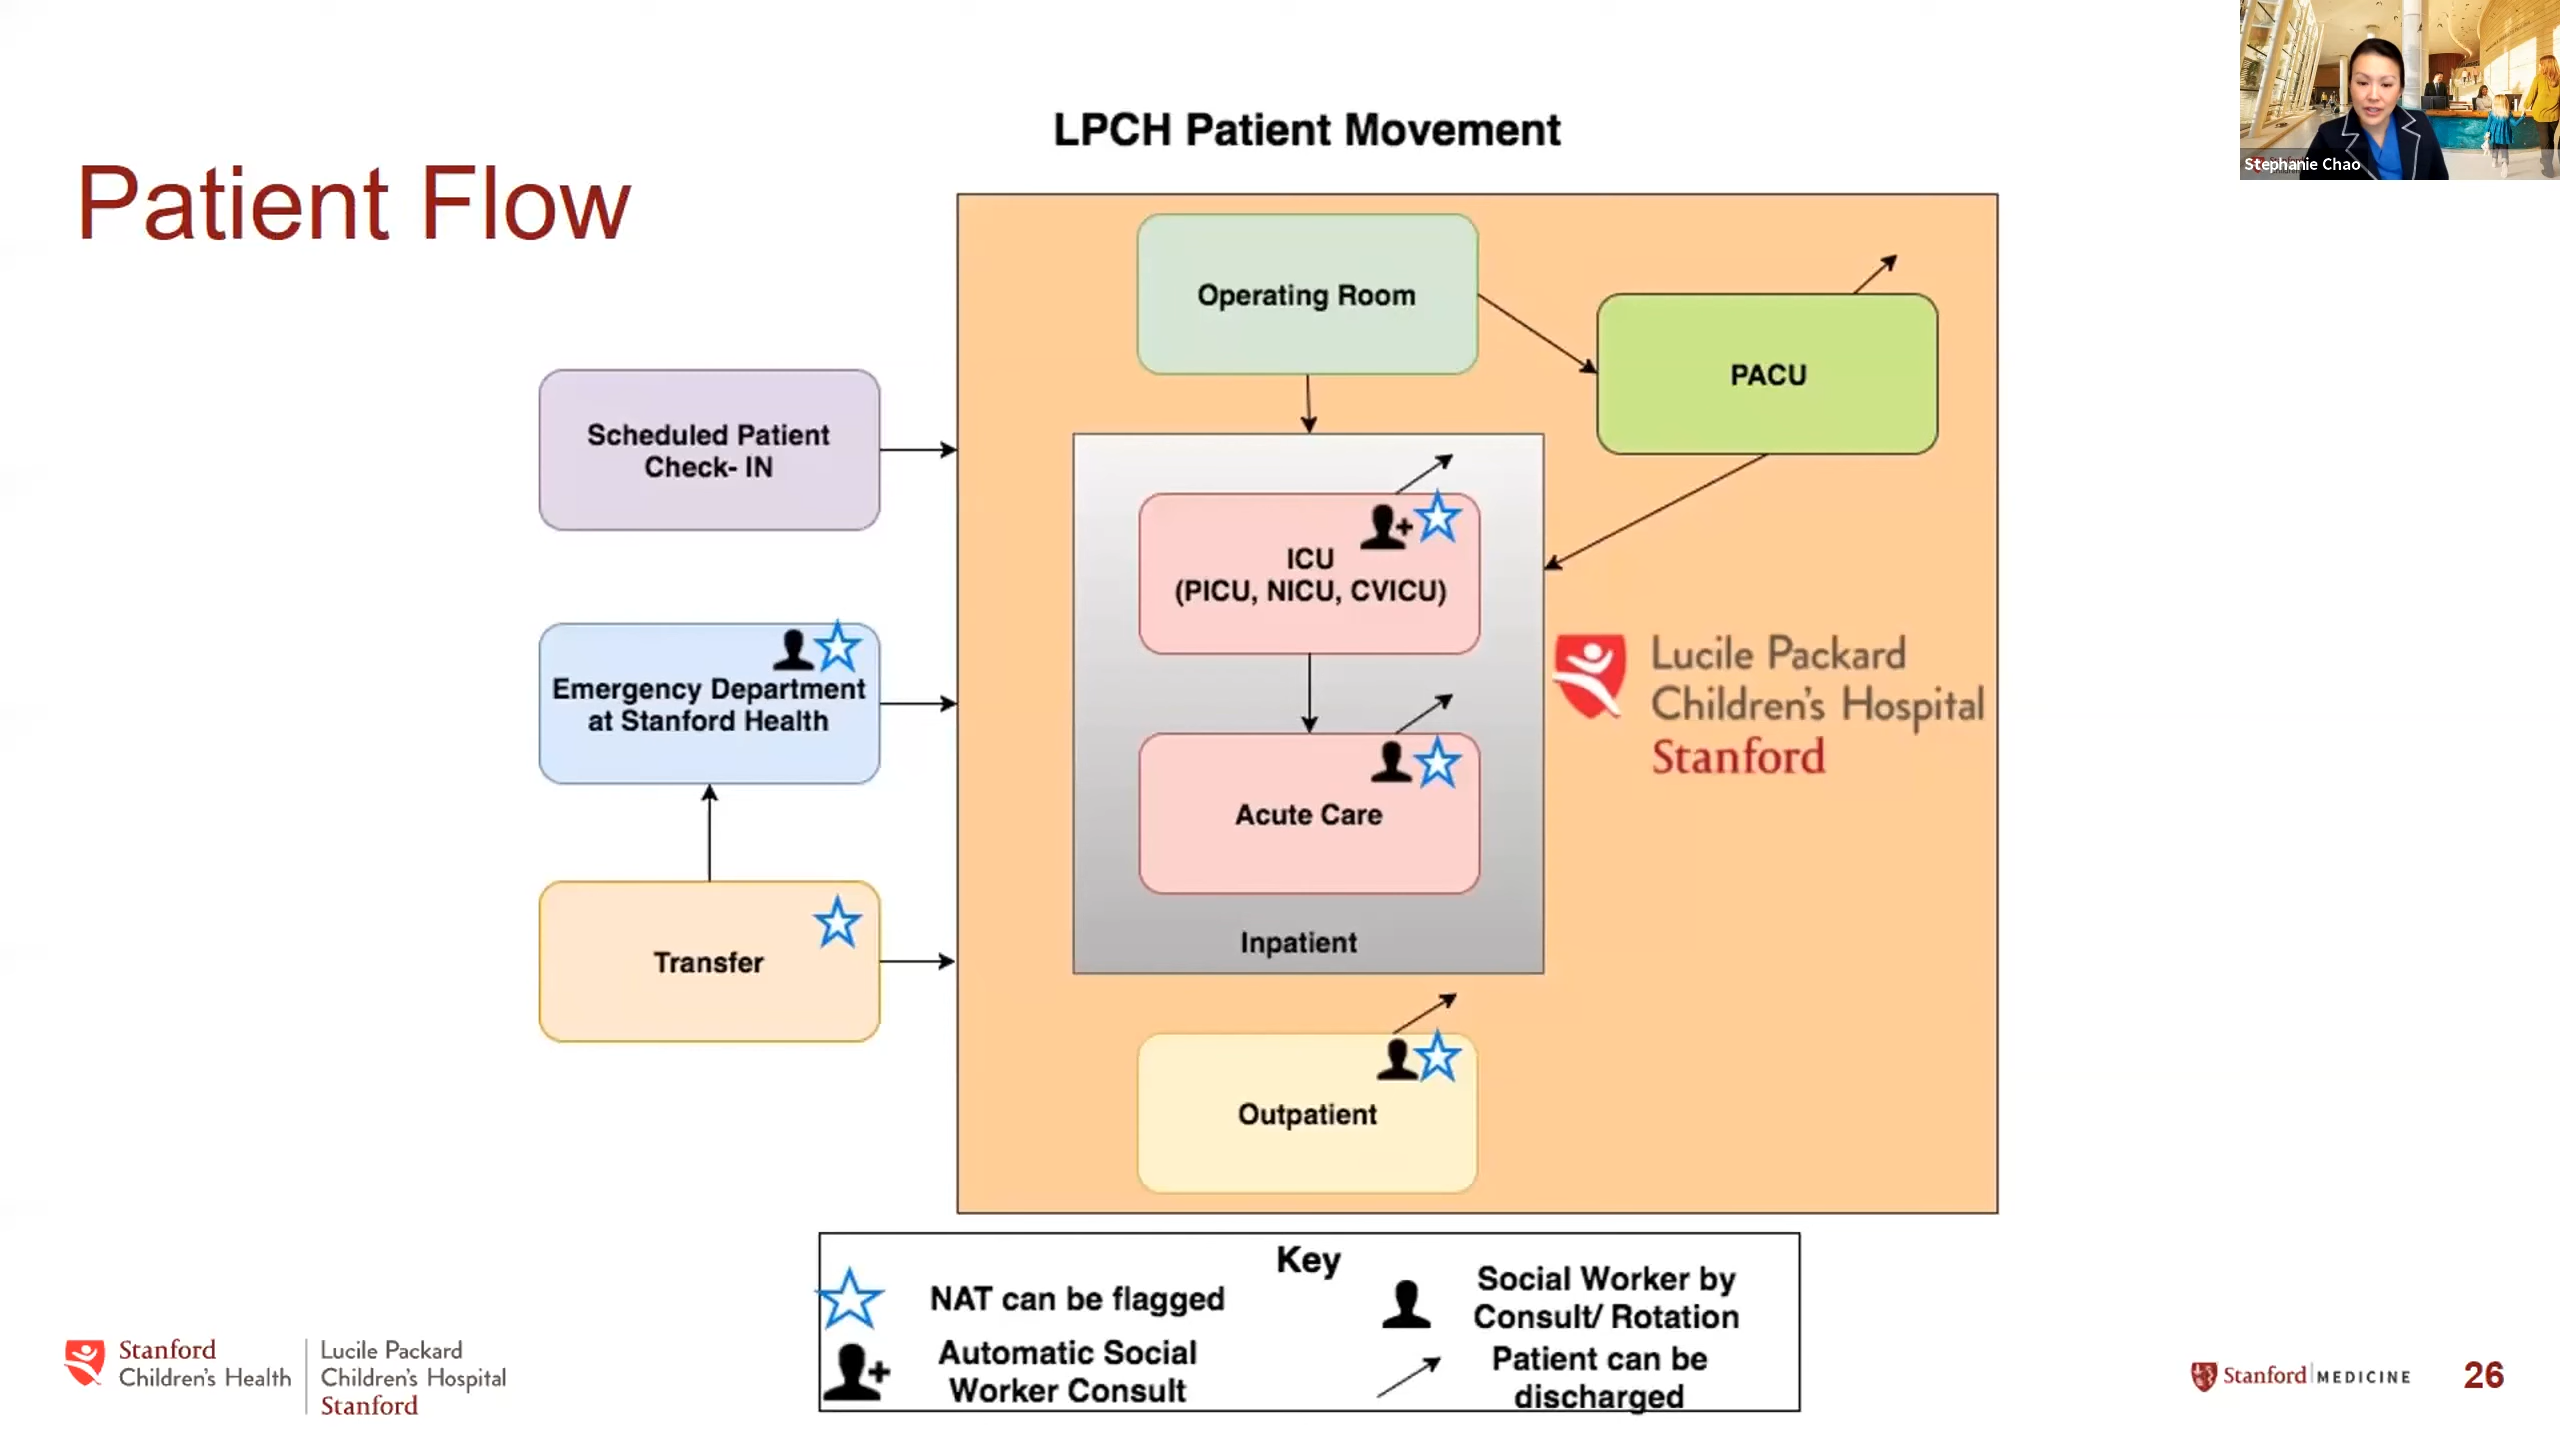 LPCH Patient Movement
Patient Flow
Stephanie Chao
Operating Room
PACU
Scheduled Patient
Check- IN
ICU
(PICU, NICU, CVICU)
Emergency Department
at Stanford Health
Lucile Packard
Children's Hospital
Stanford
Acute Care
Inpatient
Transfer
Outpatient
Key
NAT can be flagged
Social Worker by
Consult/ Rotation
Automatic Social
Worker Consult
Patient can be
discharged
Stanford
Children's Health
Lucile Packard
Children's Hospital
Stanford
Stanford MEDICINE
26